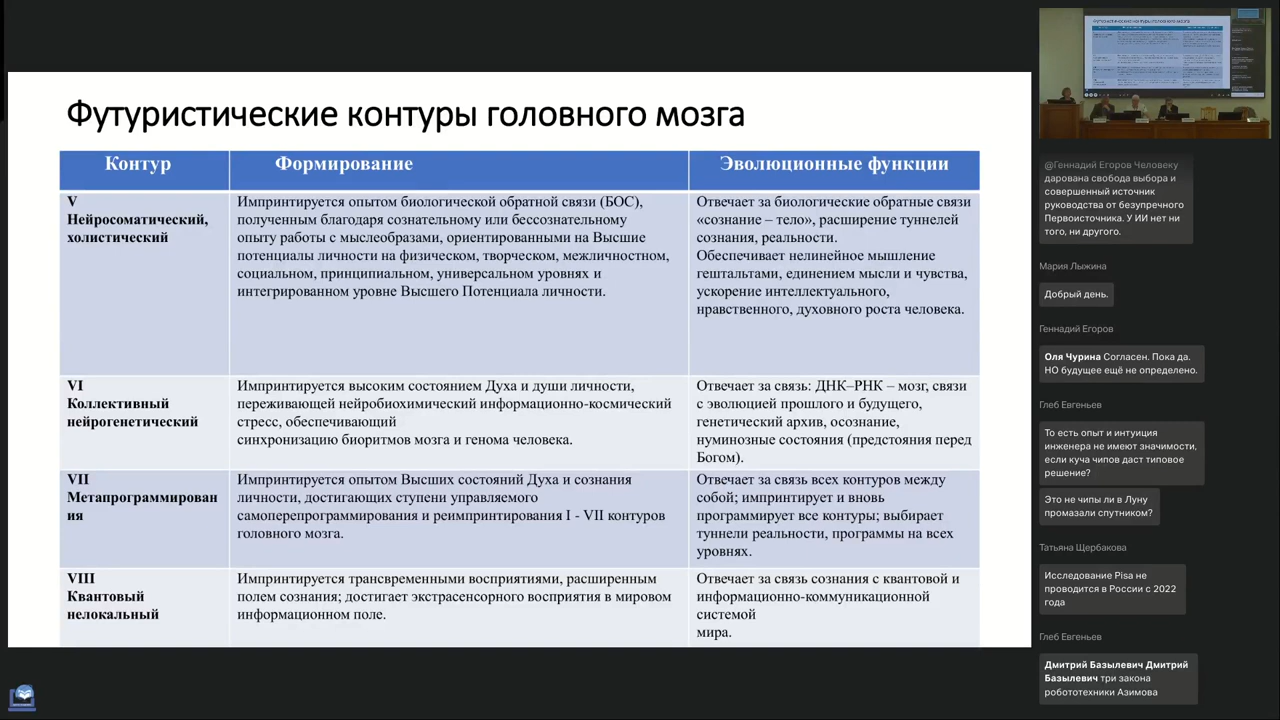 Футуристические контуры головного мозга
Контур
Формирование
Эволюционные функции
V
Нейросоматический,
холистический
Импринтируется опытом биологической обратной связи (БОС),
полученным благодаря сознательному или бессознательному
опыту работы с мыслеобразами, ориентированными на Высшие
потенциалы личности на физическом, творческом, межличностном,
социальном, принципиальном, универсальном уровнях и
интегрированном уровне Высшего Потенциала личности.
Отвечает за биологические обратные связи
«сознание – тело», расширение туннелей
сознания, реальности.
Обеспечивает нелинейное мышление
гештальтами, единением мысли и чувства,
ускорение интеллектуального,
нравственного, духовного роста человека.
VI
Коллективный
нейрогенетический
Импринтируется высоким состоянием Духа и души личности,
переживающей нейробиохимический информационно-космический
стресс, обеспечивающий
синхронизацию биоритмов мозга и генома человека.
Отвечает за связь: ДНК–РНК – мозг, связи
с эволюцией прошлого и будущего,
генетический архив, осознание,
нуминозные состояния (предстояния перед
Богом).
VII
Метапрограммирован
ия
Импринтируется опытом Высших состояний Духа и сознания
личности, достигающих ступени управляемого
самоперепрограммирования и реимпринтирования I - VII контуров
головного мозга.
Отвечает за связь всех контуров между
собой; импринтирует и вновь
программирует все контуры; выбирает
туннели реальности, программы на всех
уровнях.
VIII
Квантовый
нелокальный
Импринтируется трансвременными восприятиями, расширенным
полем сознания; достигает экстрасенсорного восприятия в мировом
информационном поле.
Отвечает за связь сознания с квантовой и
информационно-коммуникационной
системой
мира.
@Геннадий Егоров Человеку
дарована свобода выбора и
совершенный источник
руководства от безупречного
Первоисточника. У ИИ нет ни
того, ни другого.
Мария Лыжина
Добрый день.
Геннадий Егоров
Оля Чурина Согласен. Пока да.
НО будущее ещё не определено.
Глеб Евгеньев
То есть опыт и интуиция
инженера не имеют значимости,
если куча чипов даст типовое
решение?
Это не чипы ли в Луну
промазали спутником?
Татьяна Щербакова
Исследование Pisa не
проводится в России с 2022
года
Глеб Евгеньев
Дмитрий Базылевич Дмитрий
Базылевич три закона
робототехники Азимова